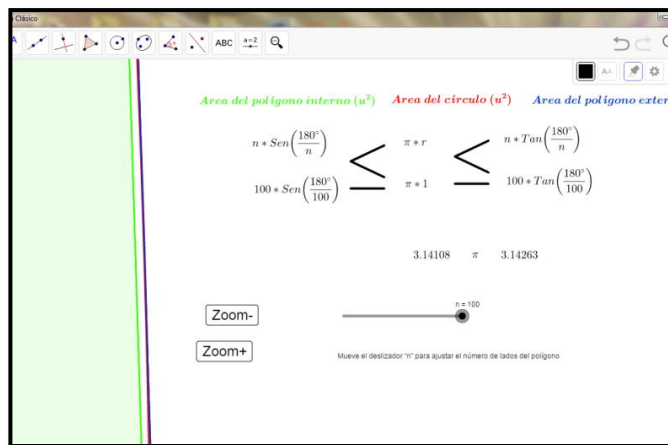 Clásico
ABC a=2
AA
Area del polígono interno (u²) Area del círculo (u²) Area del polígono exter
n * Sen(180°/n) < π * r < n * Tan(180°/n)
100 * Sen(180°/100) — π * 1 — 100 * Tan(180°/100)
3.14108 π 3.14263
n = 100
Zoom-
Zoom+
Mueve el deslizador "n" para ajustar el número de lados del polígono